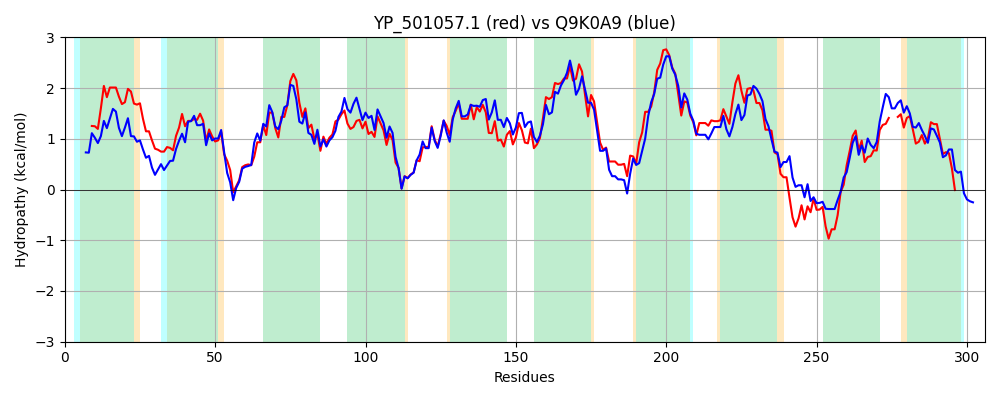 YP_501057.1 (red) vs Q9K0A9 (blue)
Hydropathy (kcal/mol)
3
2
1
0
−1
−2
−3
0 50 100 150 200 250 300
Residues